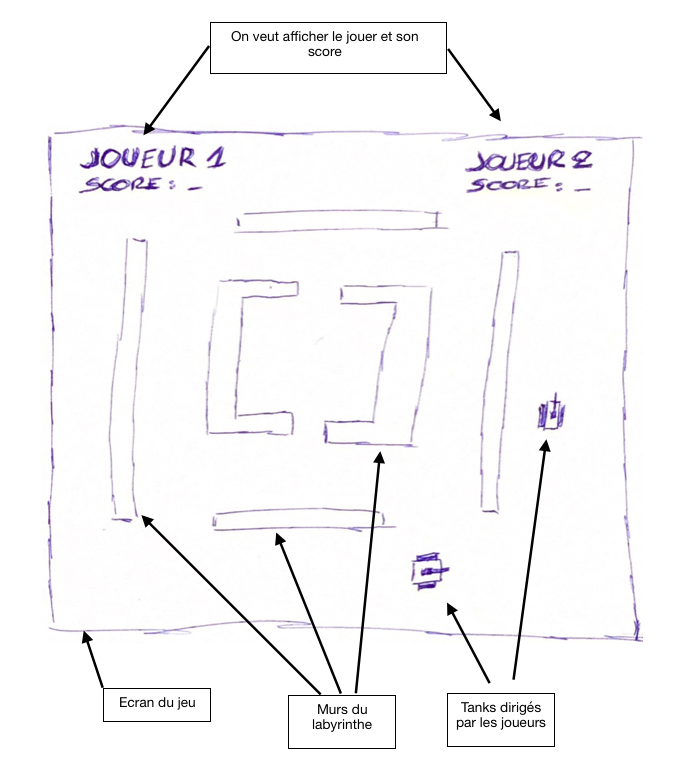 On veut afficher le jouer et son
score
JOUEUR 1
SCORE : _
JOUEUR 2
SCORE : _
Ecran du jeu
Murs du
labyrinthe
Tanks dirigés
par les joueurs